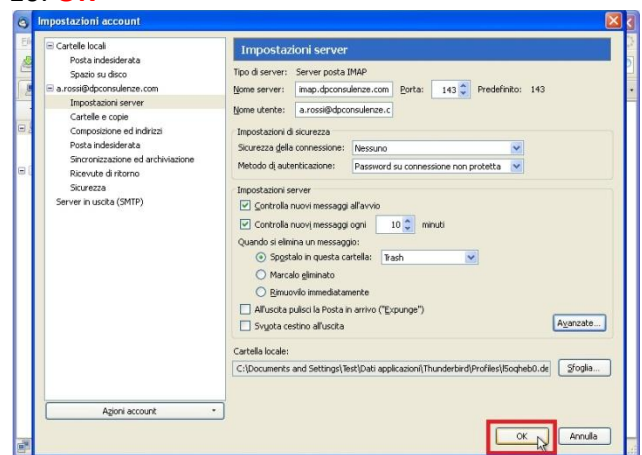 Impostazioni account
Cartelle locali
Posta indesiderata
Spazio su disco
a.rossi@dpconsulenze.com
Impostazioni server
Cartelle e copie
Composizione ed indirizzi
Posta indesiderata
Sincronizzazione ed archiviazione
Ricevute di ritorno
Sicurezza
Server in uscita (SMTP)
Azioni account
Impostazioni server
Tipo di server: Server posta IMAP
Nome server: imap.dpconsulenze.com Porta: 143 Predefinito: 143
Nome utente: a.rossi@dpconsulenze.c
Impostazioni di sicurezza
Sicurezza della connessione: Nessuno
Metodo di autenticazione: Password su connessione non protetta
Impostazioni server
Controlla nuovi messaggi all'avvio
Controlla nuovi messaggi ogni 10 minuti
Quando si elimina un messaggio:
Spostalo in questa cartella: Trash
Marcalo eliminato
Rimuovilo immediatamente
All'uscita pulisci la Posta in arrivo ("Expunge")
Svuota cestino all'uscita
Avanzate...
Cartella locale:
C:\Documents and Settings\Test\Dati applicazioni\Thunderbird\Profiles\l5oqheb0.de Sfoglia...
OK Annulla